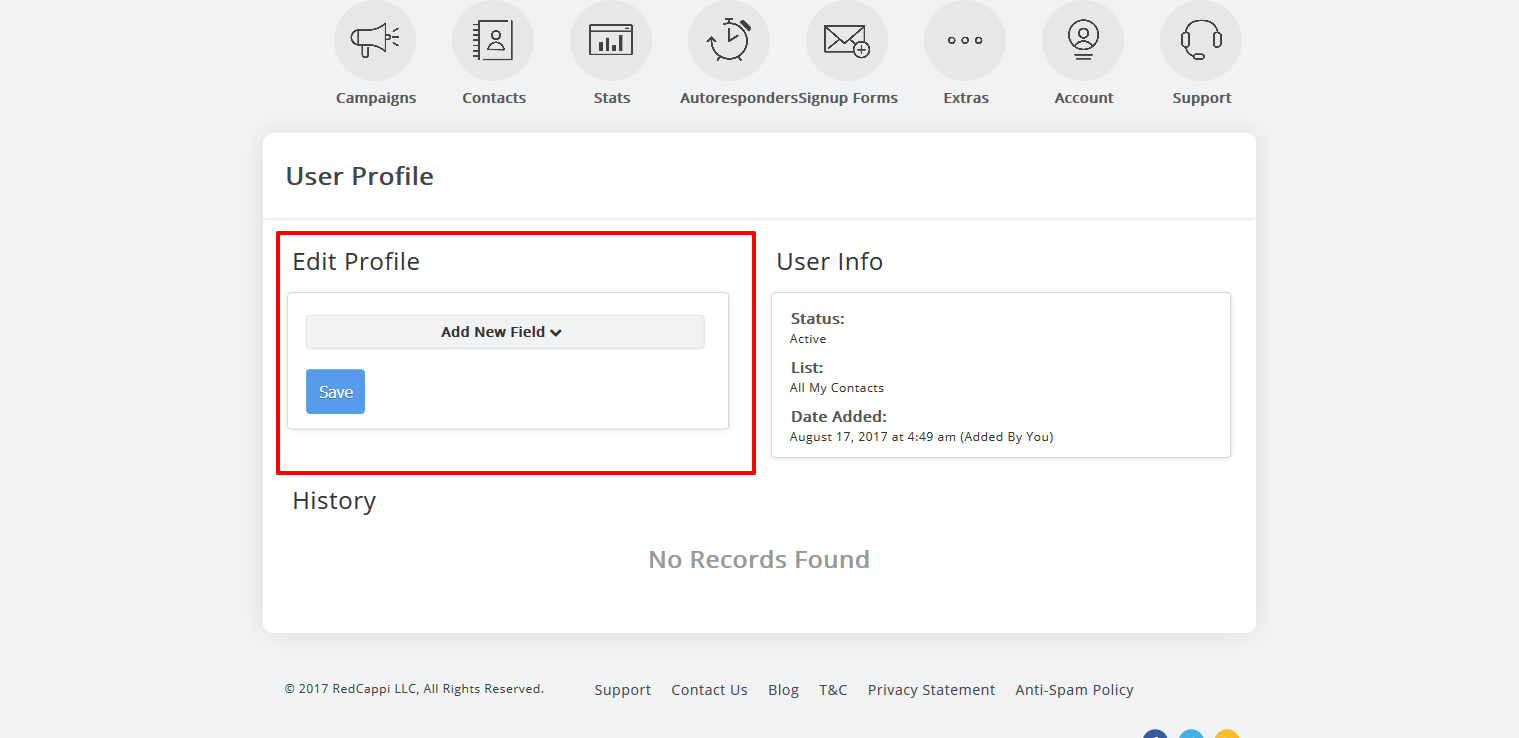 Campaigns Contacts Stats Autoresponders Signup Forms Extras Account Support
User Profile
Edit Profile
Add New Field
Save
User Info
Status:
Active
List:
All My Contacts
Date Added:
August 17, 2017 at 4:49 am (Added By You)
History
No Records Found
© 2017 RedCappi LLC, All Rights Reserved. Support Contact Us Blog T&C Privacy Statement Anti-Spam Policy